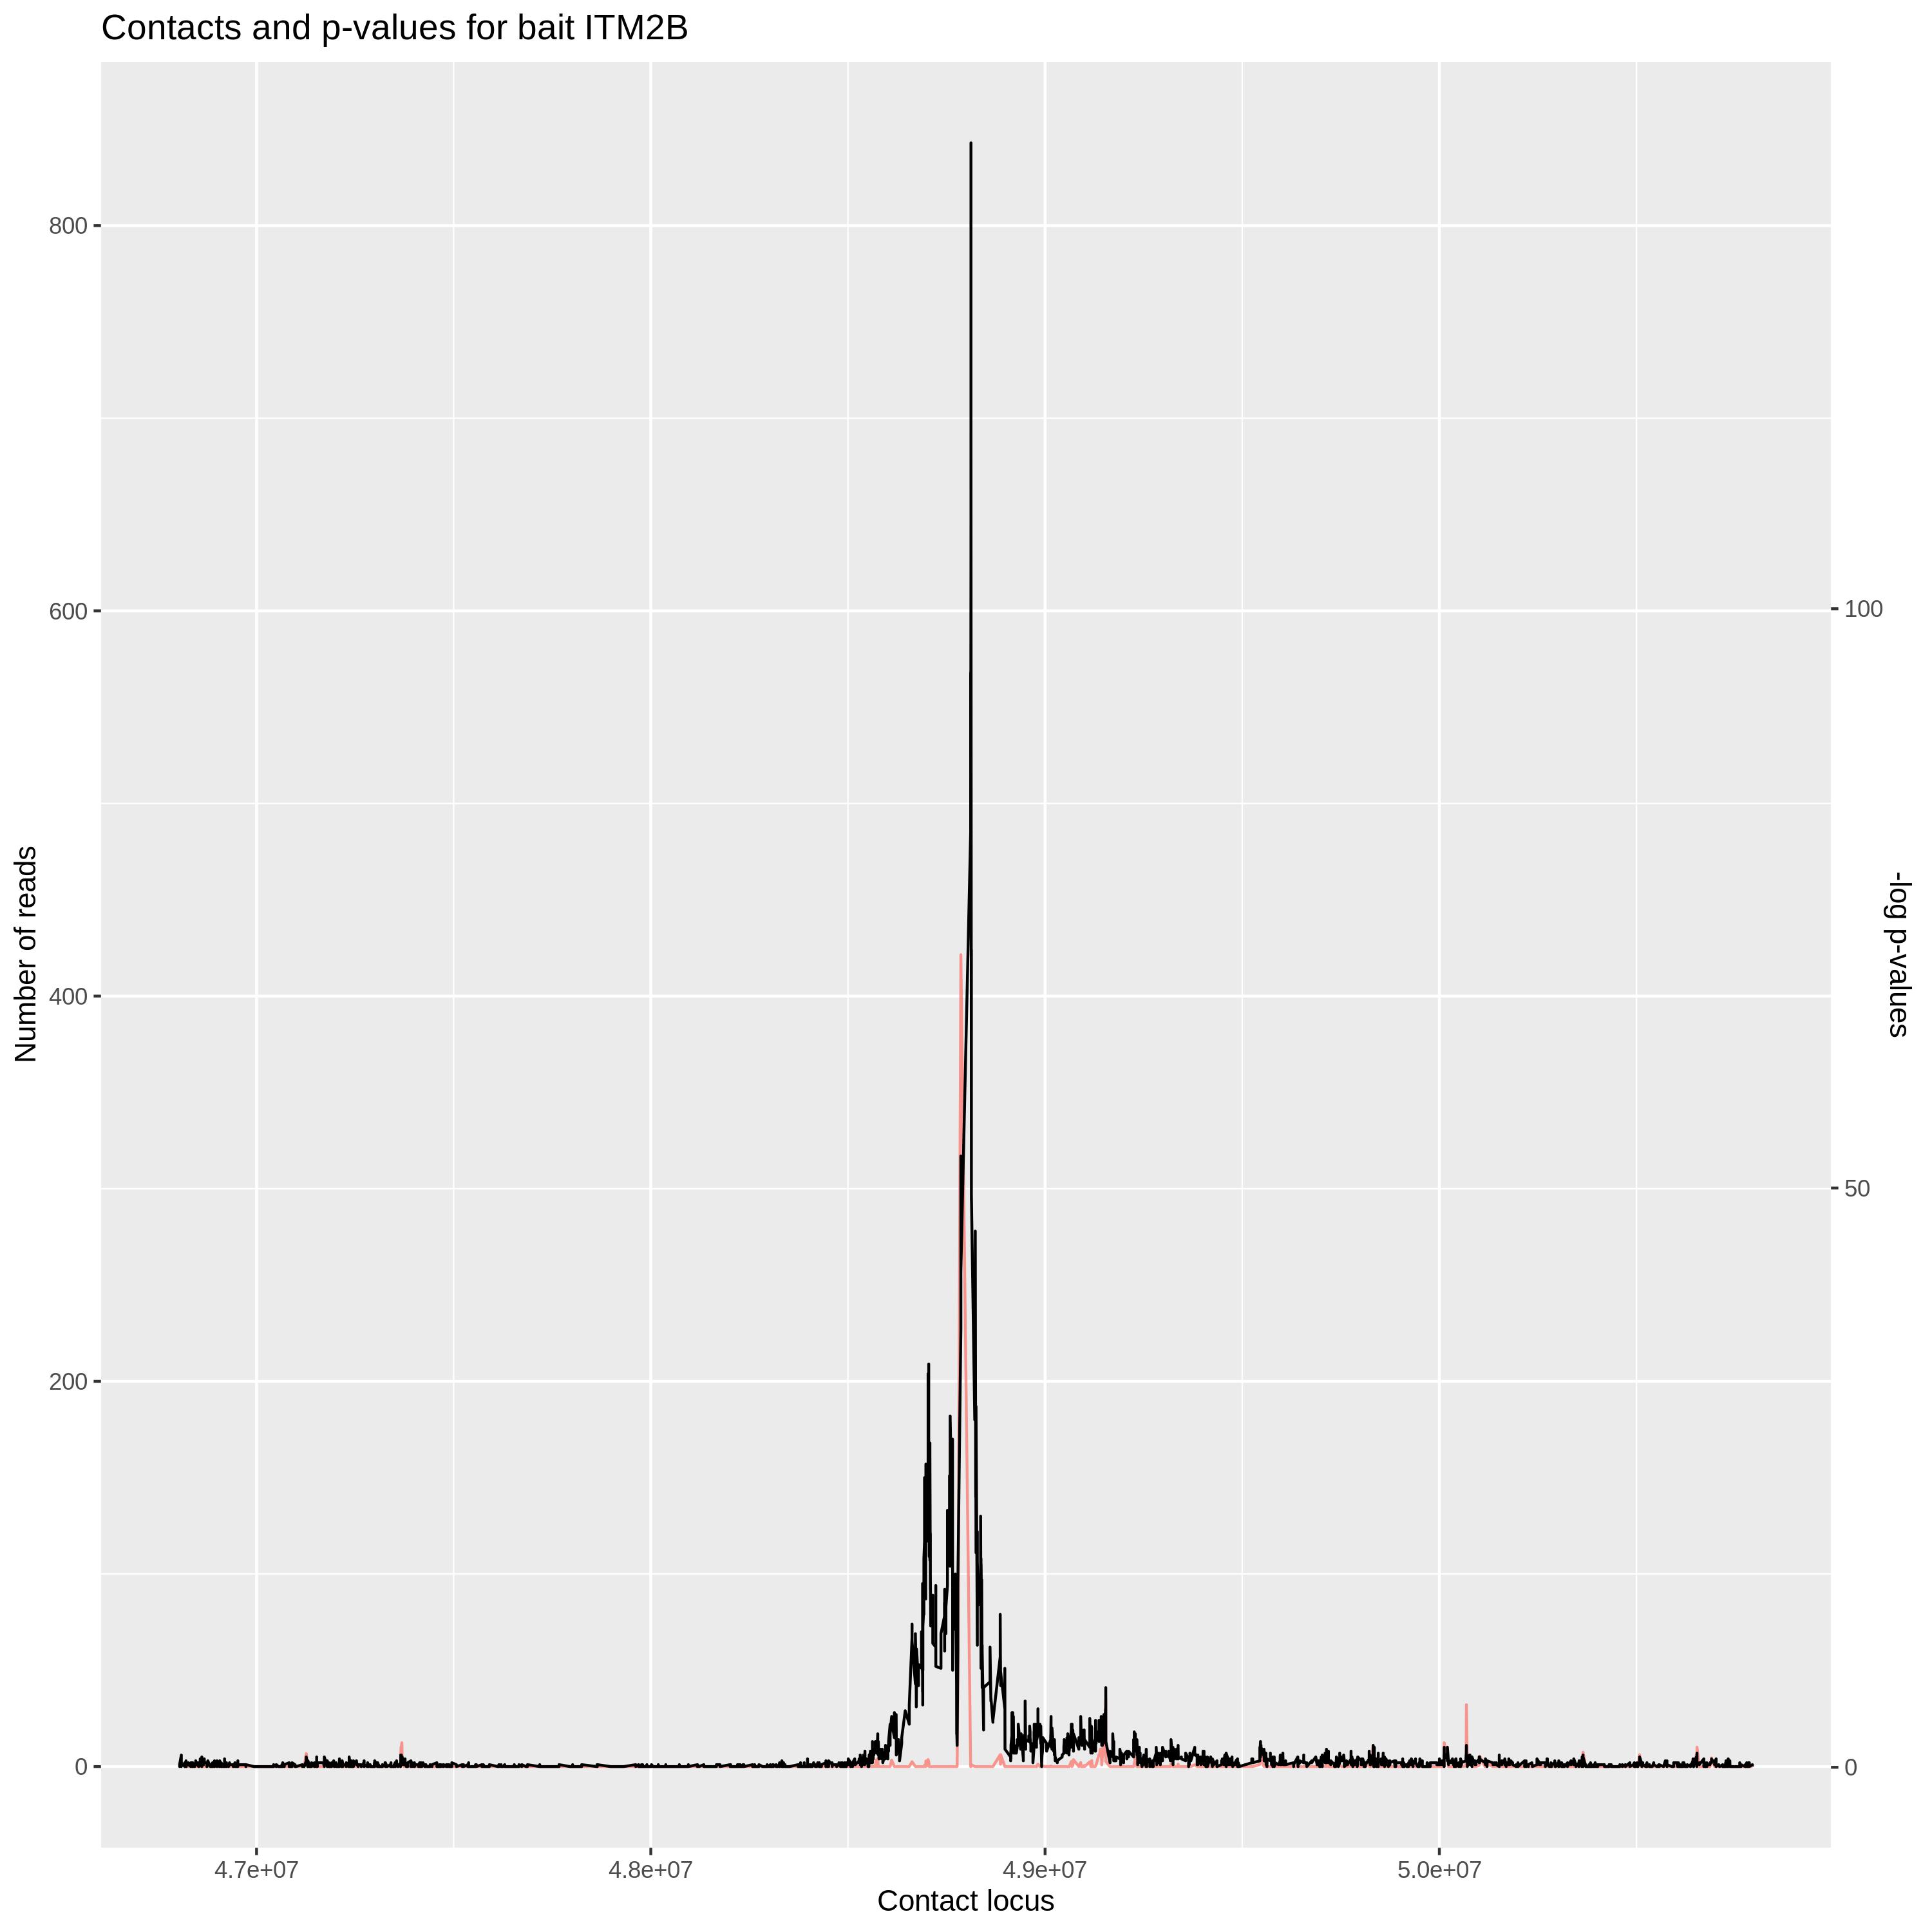 Contacts and p-values for bait ITM2B
800
600
400
200
0
Number of reads
100
50
0
-log p-values
4.7e+07
4.8e+07
4.9e+07
5.0e+07
Contact locus